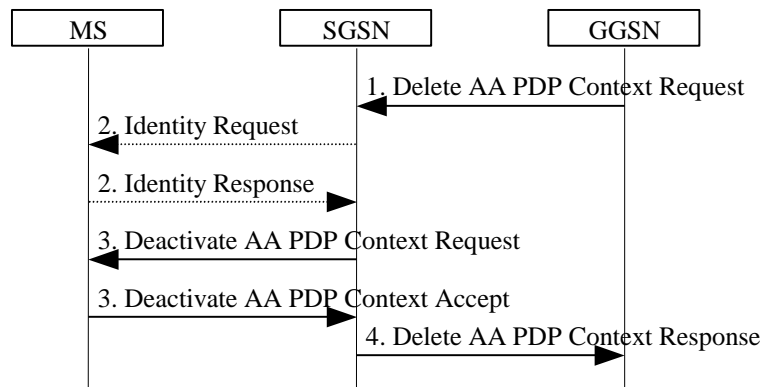 MS SGSN GGSN
1. Delete AA PDP Context Request
2. Identity Request
2. Identity Response
3. Deactivate AA PDP Context Request
3. Deactivate AA PDP Context Accept
4. Delete AA PDP Context Response